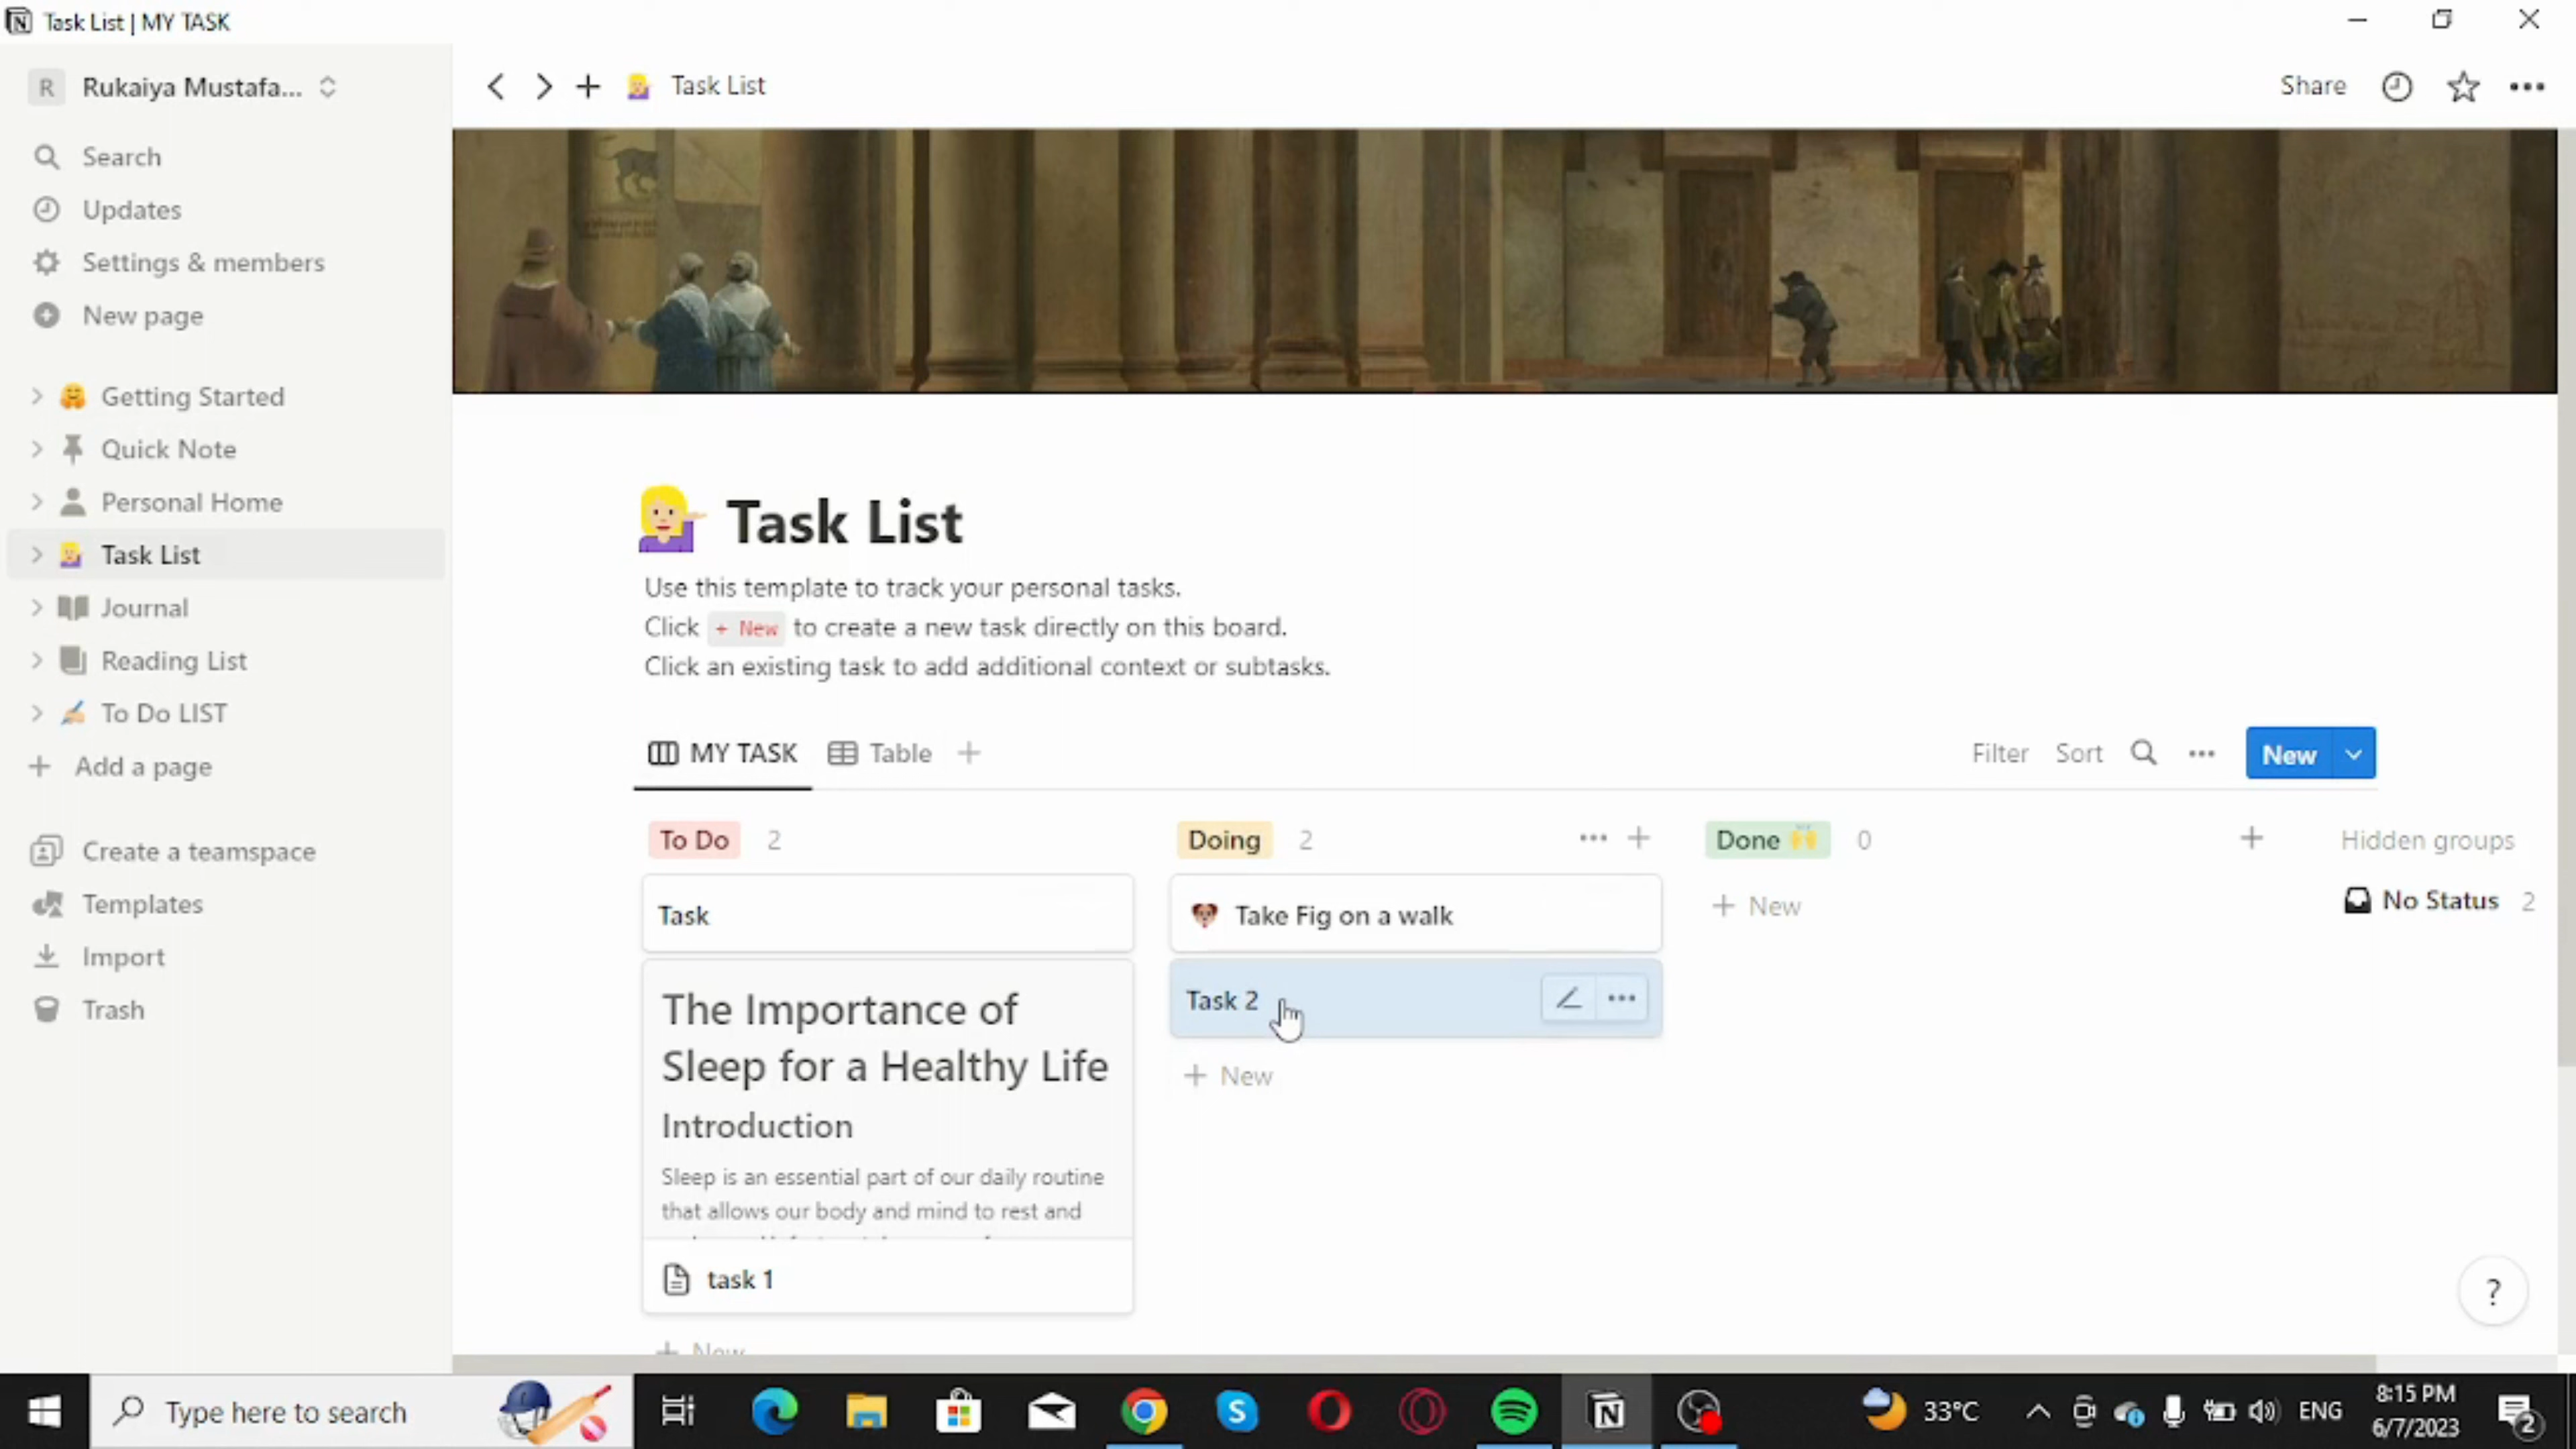 Task List | MY TASK
R Rukaiya Mustafa...
Search
Updates
Settings & members
New page
Getting Started
Quick Note
Personal Home
Task List
Journal
Reading List
To Do LIST
Add a page
Create a teamspace
Templates
Import
Trash
Task List
Share
Task List
Use this template to track your personal tasks.
Click + New to create a new task directly on this board.
Click an existing task to add additional context or subtasks.
MY TASK Table
Filter Sort New
To Do 2
Task
The Importance of
Sleep for a Healthy Life
Introduction
Sleep is an essential part of our daily routine
that allows our body and mind to rest and
task 1
+ New
Doing 2
Take Fig on a walk
Task 2
+ New
Done 🙌 0
+ New
Hidden groups
No Status 2
?
Type here to search
33°C
ENG
8:15 PM
6/7/2023
2